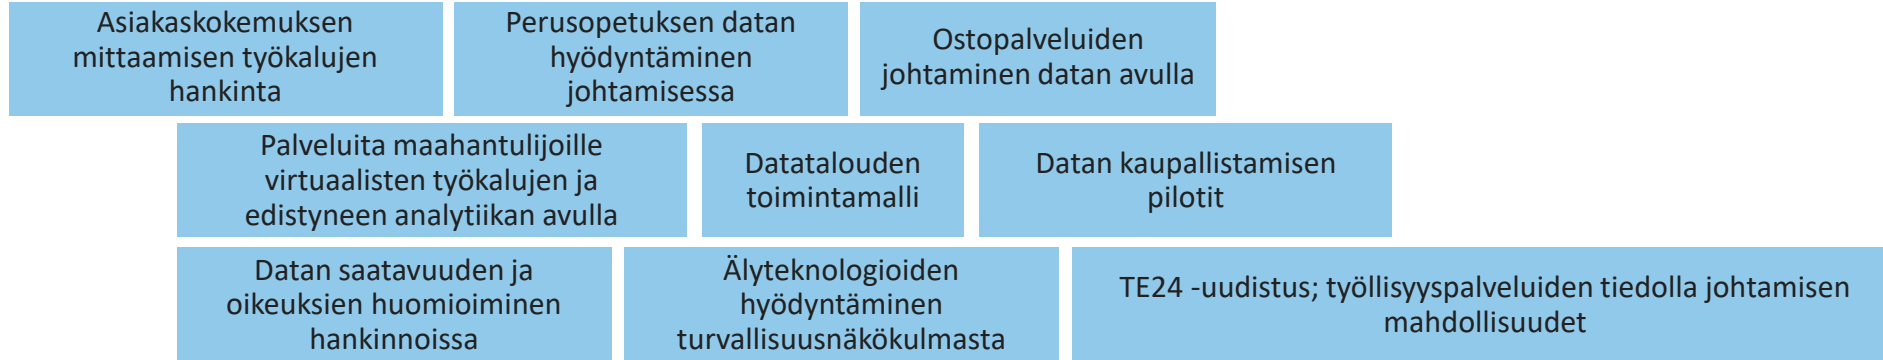 Asiakaskokemuksen
mittaamisen työkalujen
hankinta
Perusopetuksen datan
hyödyntäminen
johtamisessa
Ostopalveluiden
johtaminen datan avulla
Palveluita maahantulijoille
virtuaalisten työkalujen ja
edistyneen analytiikan avulla
Datatalouden
toimintamalli
Datan kaupallistamisen
pilotit
Datan saatavuuden ja
oikeuksien huomioiminen
hankinnoissa
Älyteknologioiden
hyödyntäminen
turvallisuusnäkökulmasta
TE24 -uudistus; työllisyyspalveluiden tiedolla johtamisen
mahdollisuudet